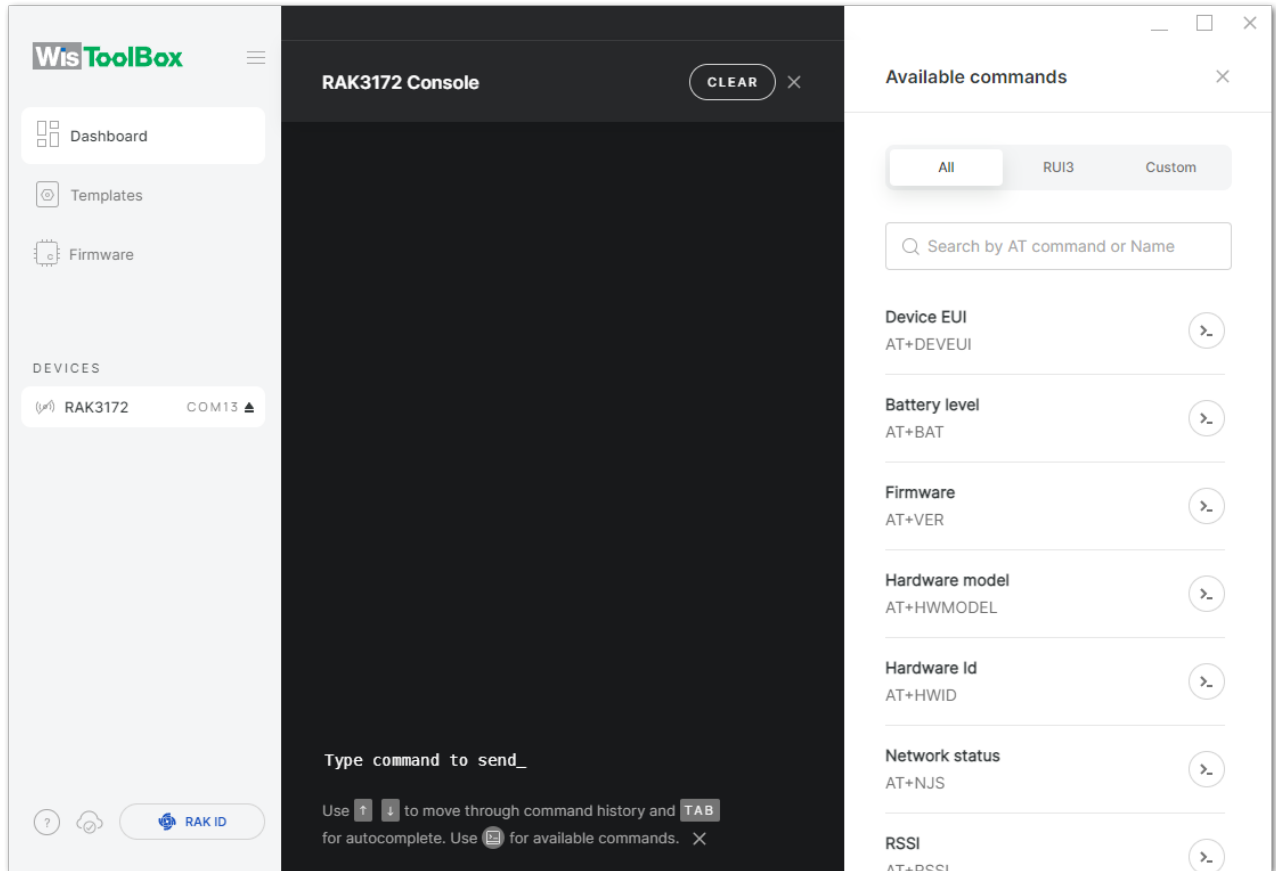 WisToolBox
Dashboard
Templates
Firmware
DEVICES
RAK3172 COM13
?
RAK ID
RAK3172 Console
CLEAR
Type command to send_
Use ↑ ↓ to move through command history and TAB
for autocomplete. Use for available commands.
Available commands
All RUI3 Custom
Search by AT command or Name
Device EUI
AT+DEVEUI
Battery level
AT+BAT
Firmware
AT+VER
Hardware model
AT+HWMODEL
Hardware Id
AT+HWID
Network status
AT+NJS
RSSI
AT+RSSI